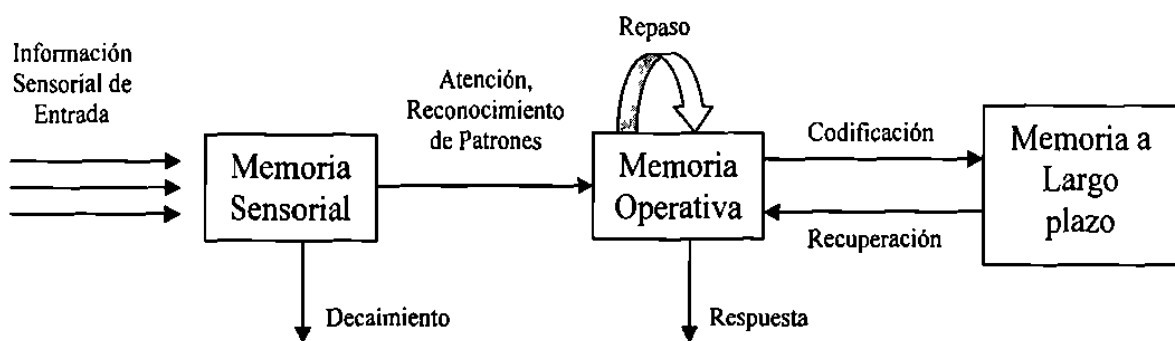 Información
Sensorial de
Entrada
Memoria
Sensorial
Decaimiento
Atención,
Reconocimiento
de Patrones
Repaso
Memoria
Operativa
Respuesta
Codificación
Recuperación
Memoria a
Largo
plazo